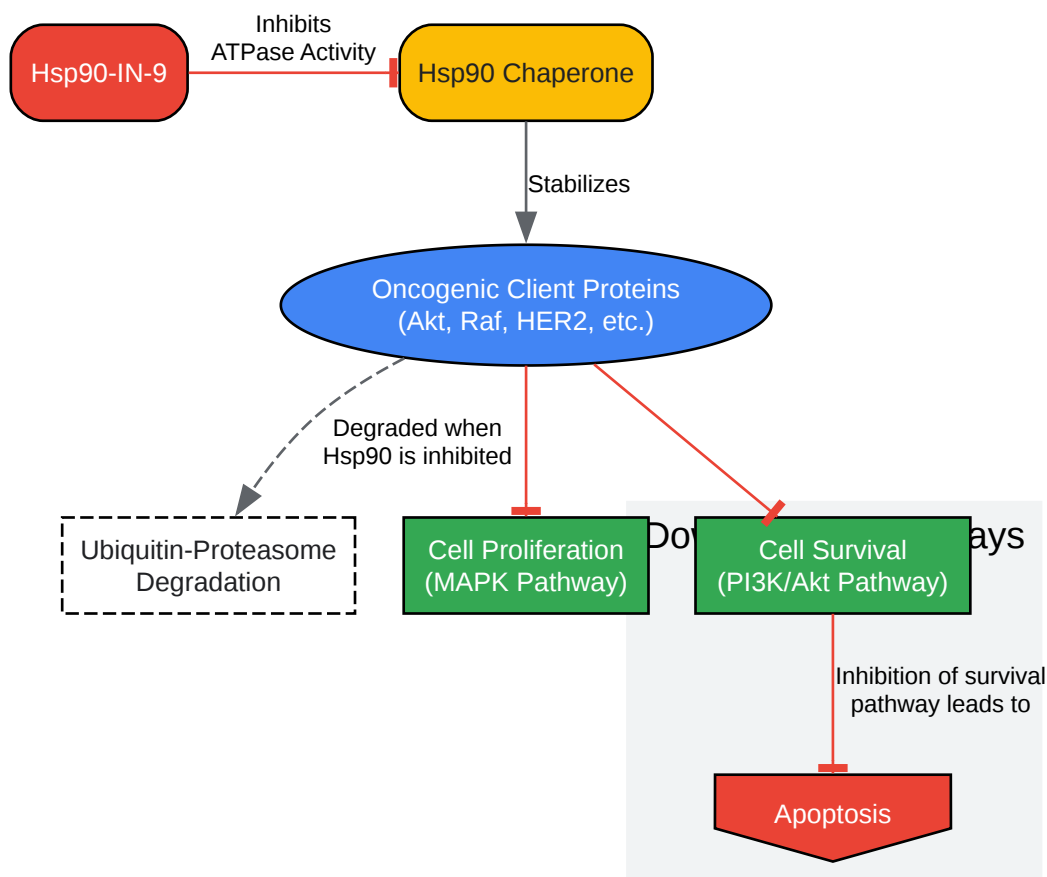 Inhibits
ATPase Activity
Hsp90-IN-9
Hsp90 Chaperone
Stabilizes
Oncogenic Client Proteins
(Akt, Raf, HER2, etc.)
Degraded when
Hsp90 is inhibited
Ubiquitin-Proteasome
Degradation
Cell Proliferation
(MAPK Pathway)
Cell Survival
(PI3K/Akt Pathway)
Inhibition of survival
pathway leads to
Apoptosis